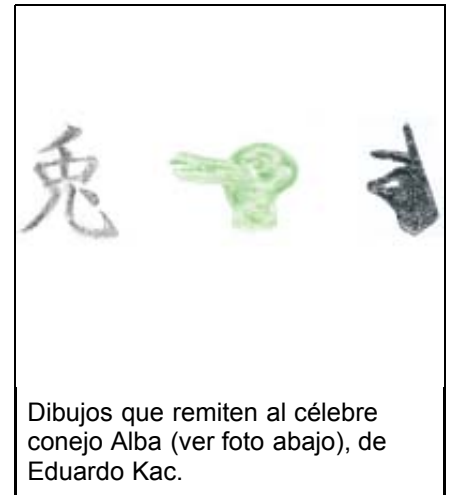 兎
Dibujos que remiten al célebre
conejo Alba (ver foto abajo), de
Eduardo Kac.